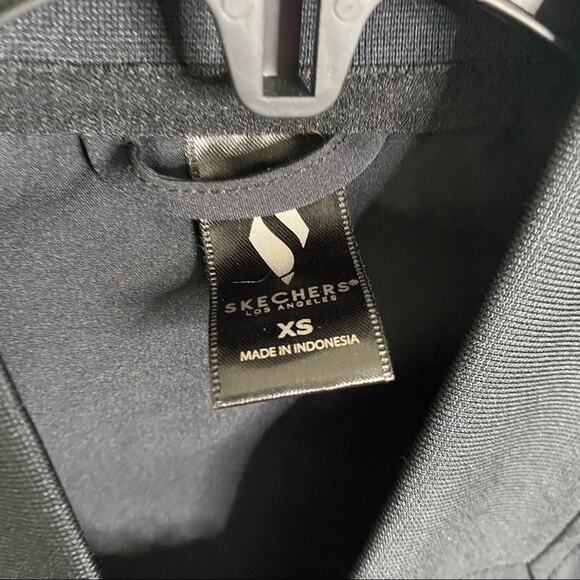 SKECHERS®
LOS ANGELES
XS
MADE IN INDONESIA